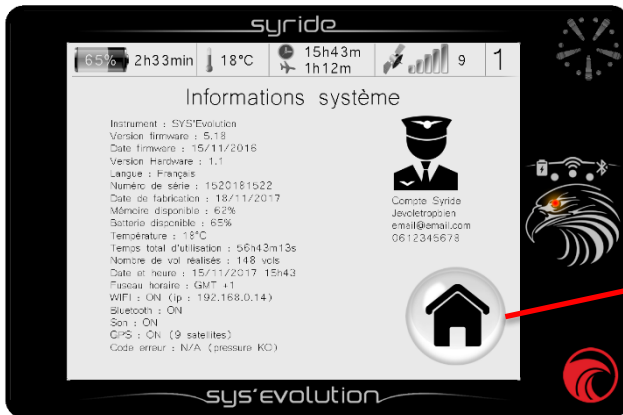 syride
65% 2h33min 18°C 15h43m 9 1
1h12m
Informations système
Instrument : SYS'Evolution
Version firmware : 5.18
Date firmware : 15/11/2016
Version Hardware : 1.1
Langue : Français
Numéro de série : 1520181522
Date de fabrication : 18/11/2017
Mémoire disponible : 62%
Batterie disponible : 65%
Température : 18°C
Temps total d'utilisation : 56h43m13s
Nombre de vol réalisés : 148 vols
Date et heure : 15/11/2017 15h43
Fuseau horaire : GMT +1
WIFI : ON (ip : 192.168.0.14)
Bluetooth : ON
Son : ON
GPS : ON (9 satellites)
Code erreur : N/A (pressure KO)
Compte Syride
Jevoletropbien
email@email.com
0612345678
sys'evolution